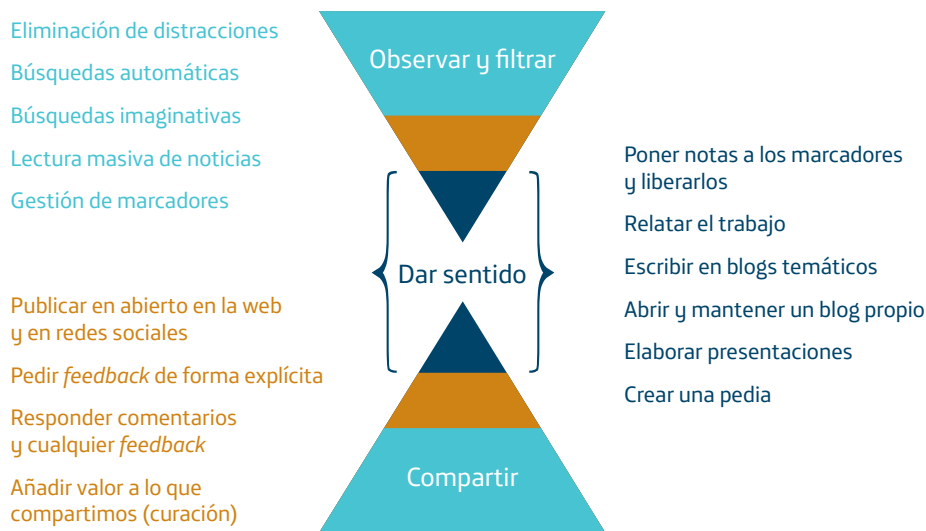 Eliminación de distracciones
Búsquedas automáticas
Búsquedas imaginativas
Lectura masiva de noticias
Gestión de marcadores
Observar y filtrar
Dar sentido
Poner notas a los marcadores
y liberarlos
Relatar el trabajo
Escribir en blogs temáticos
Abrir y mantener un blog propio
Elaborar presentaciones
Crear una pedia
Publicar en abierto en la web
y en redes sociales
Pedir feedback de forma explícita
Responder comentarios
y cualquier feedback
Añadir valor a lo que
compartimos (curación)
Compartir